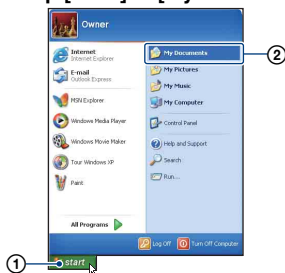 Owner
Internet
Internet Explorer
E-mail
Outlook Express
MSN Explorer
Windows Media Player
Windows Movie Maker
Tour Windows XP
Paint
All Programs
My Documents
My Pictures
My Music
My Computer
Control Panel
Help and Support
Search
Run...
Log Off
Turn Off Computer
start
1
2